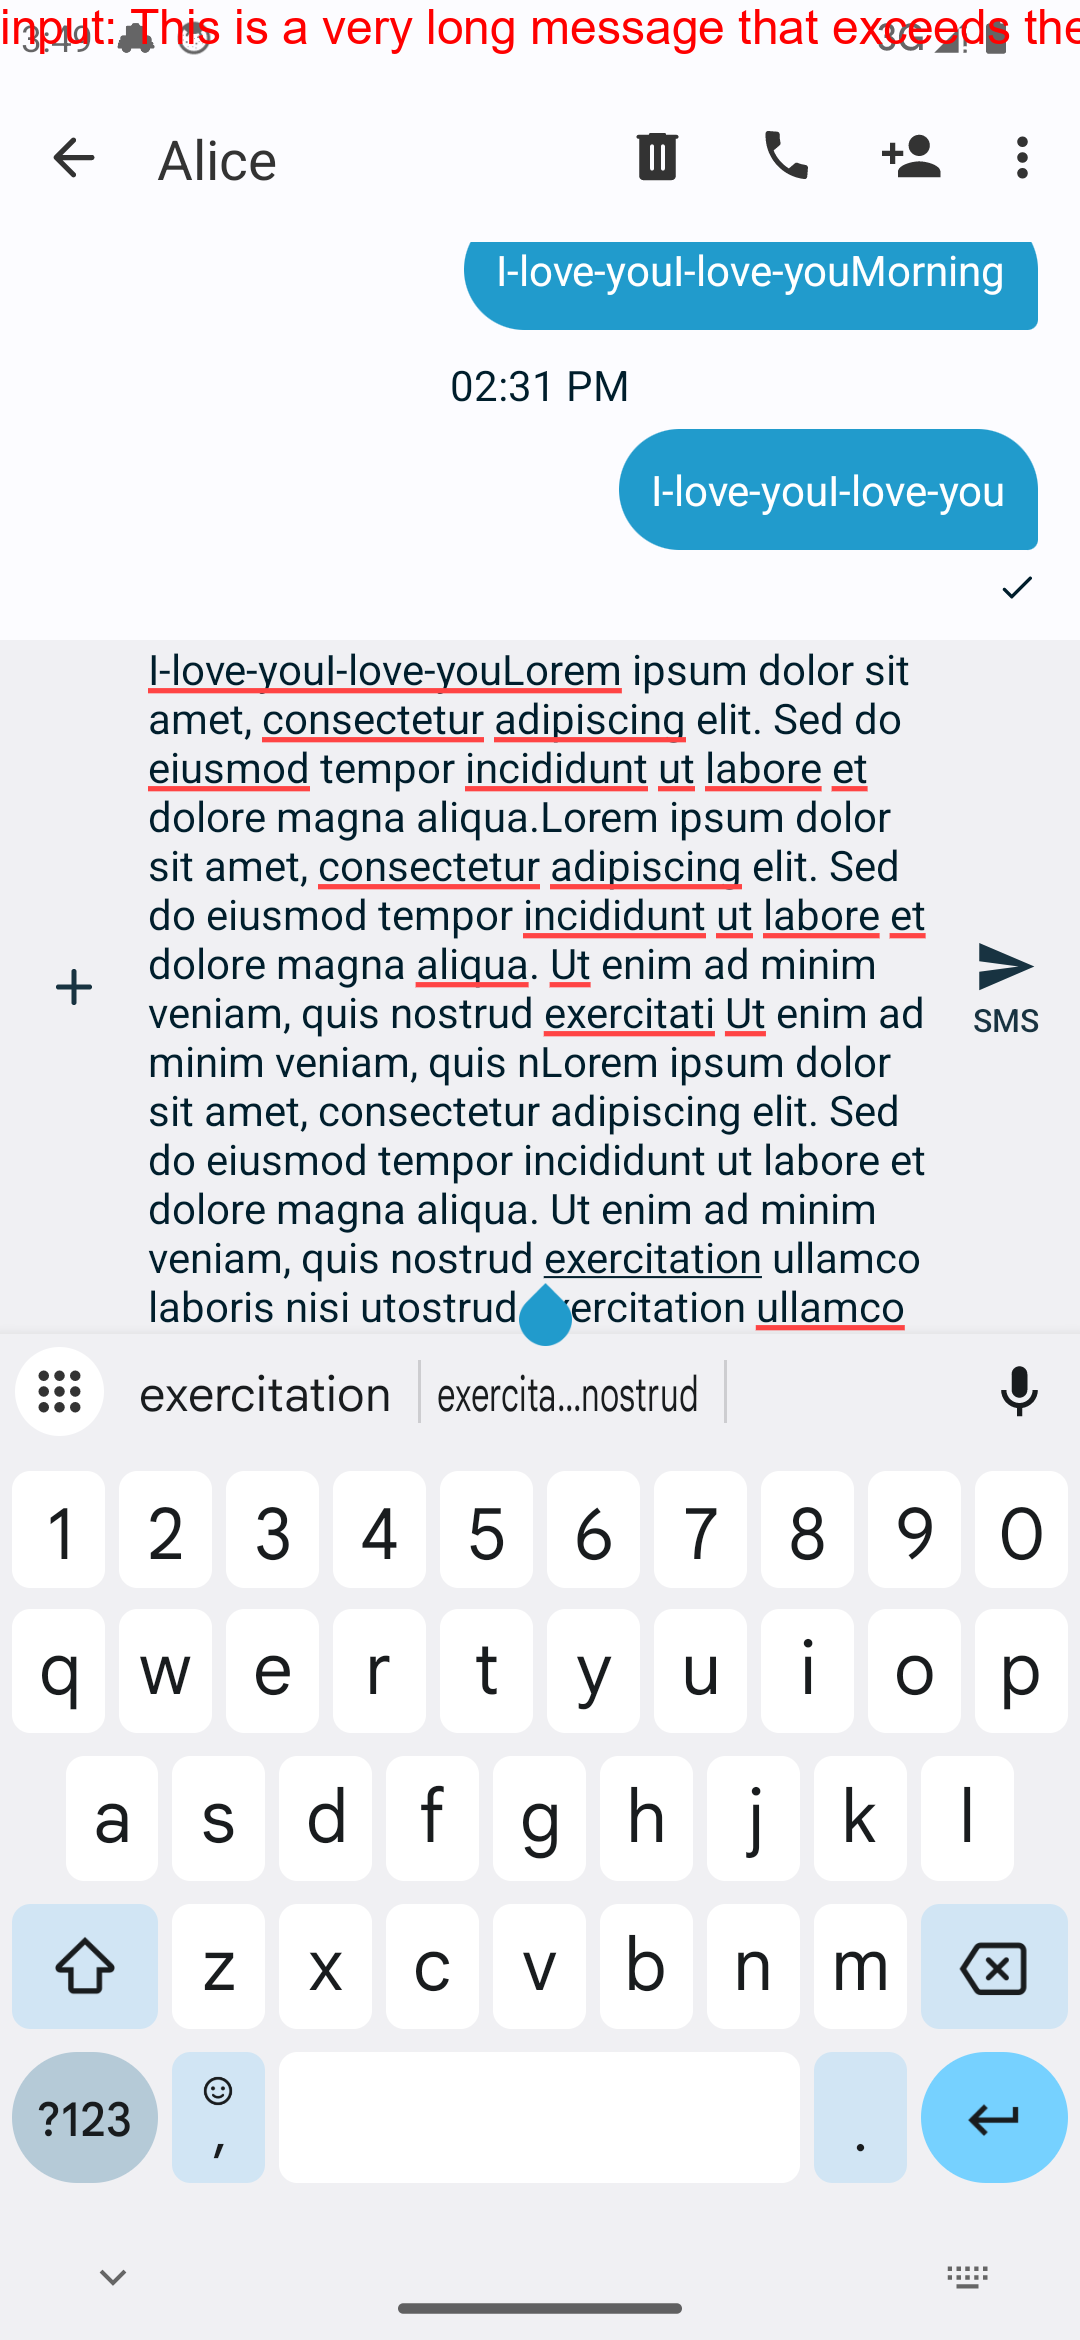 input: This is a very long message that exceeds the
3:49
3G
Alice
I-love-youI-love-youMorning
02:31 PM
I-love-youI-love-you
I-love-youI-love-youLorem ipsum dolor sit
amet, consectetur adipiscing elit. Sed do
eiusmod tempor incididunt ut labore et
dolore magna aliqua.Lorem ipsum dolor
sit amet, consectetur adipiscing elit. Sed
do eiusmod tempor incididunt ut labore et
dolore magna aliqua. Ut enim ad minim
veniam, quis nostrud exercitati Ut enim ad
minim veniam, quis nLorem ipsum dolor
sit amet, consectetur adipiscing elit. Sed
do eiusmod tempor incididunt ut labore et
dolore magna aliqua. Ut enim ad minim
veniam, quis nostrud exercitation ullamco
laboris nisi utostrud exercitation ullamco
SMS
exercitation
exercita...nostrud
1 2 3 4 5 6 7 8 9 0
q w e r t y u i o p
a s d f g h j k l
z x c v b n m
?123 , .